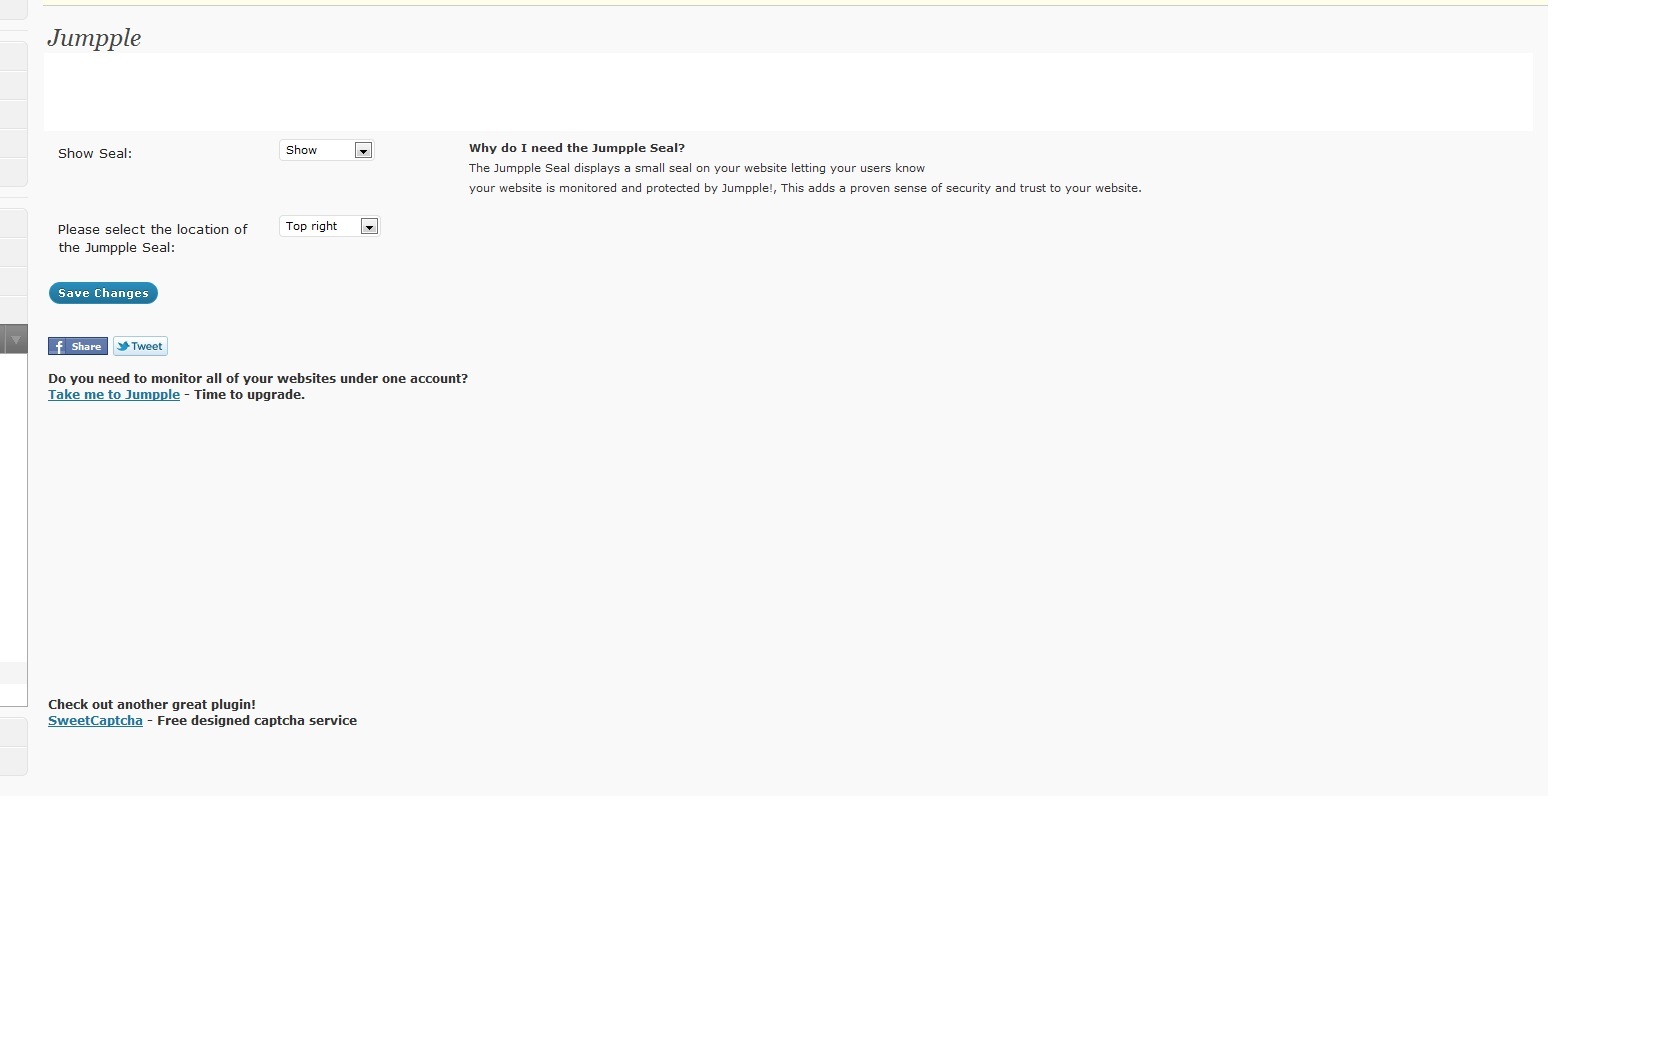 Jumpple
Show Seal:
Show
Why do I need the Jumpple Seal?
The Jumpple Seal displays a small seal on your website letting your users know
your website is monitored and protected by Jumpple!, This adds a proven sense of security and trust to your website.
Please select the location of
the Jumpple Seal:
Top right
Save Changes
Share
Tweet
Do you need to monitor all of your websites under one account?
Take me to Jumpple - Time to upgrade.
Check out another great plugin!
SweetCaptcha - Free designed captcha service